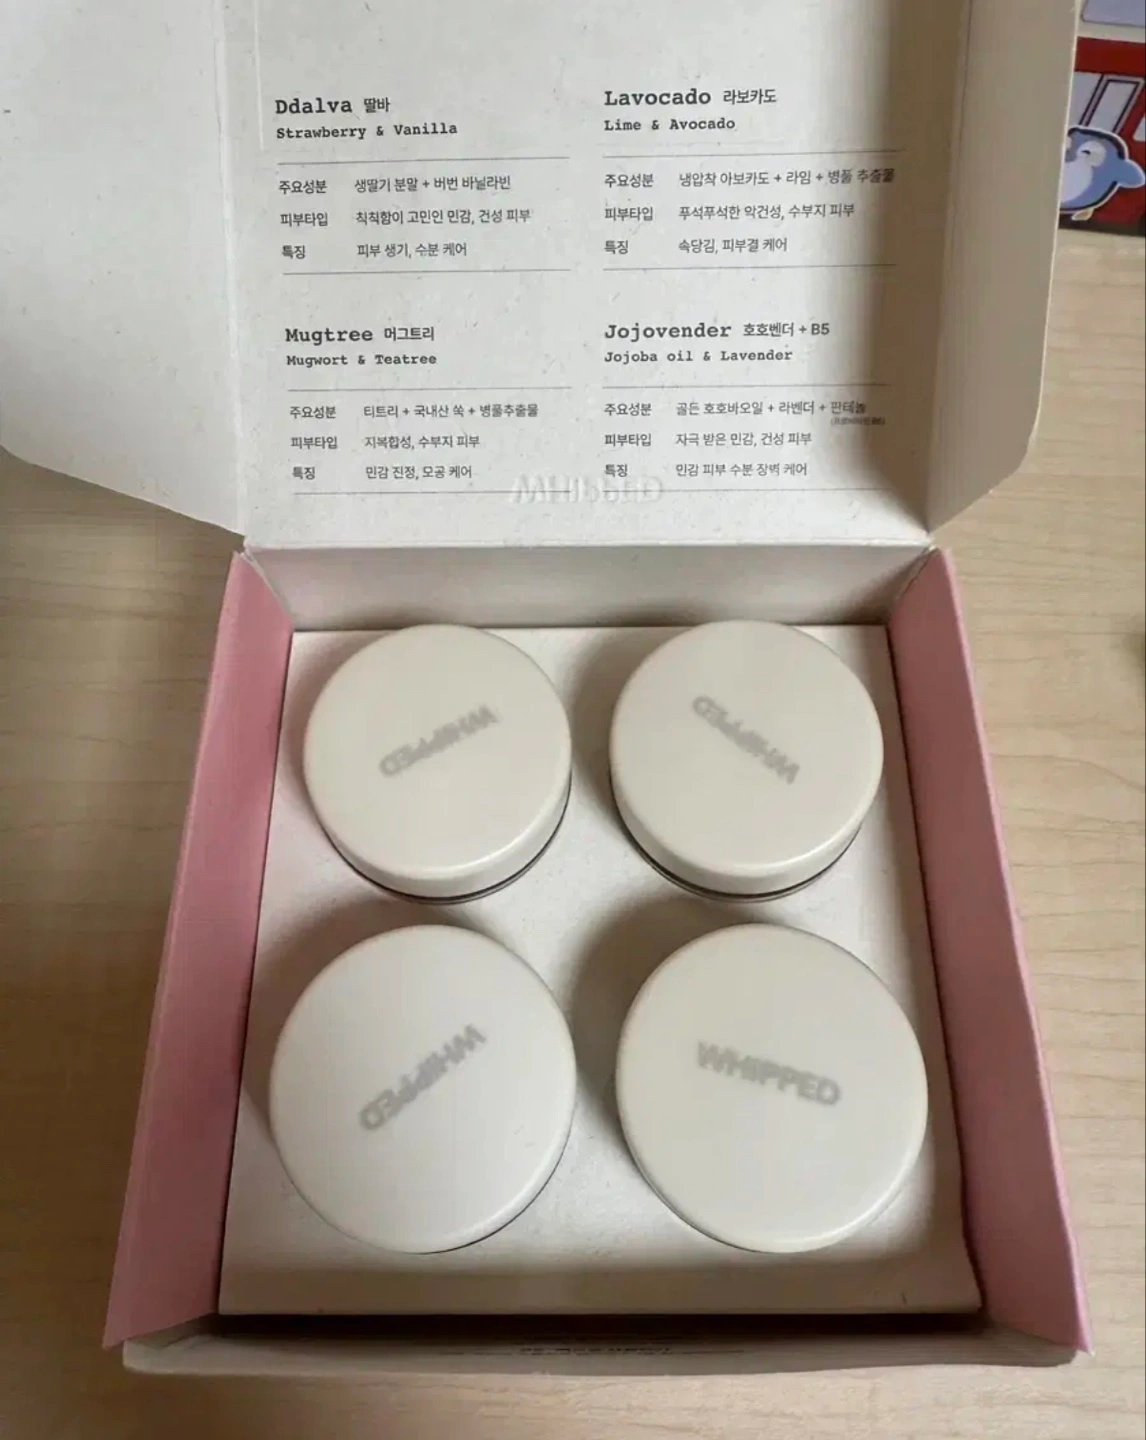 Ddalva 딸바
Strawberry & Vanilla
주요성분 생딸기 분말 + 버번 바닐라빈
피부타입 칙칙함이 고민인 민감, 건성 피부
특징 피부 생기, 수분 케어
Lavocado 라보카도
Lime & Avocado
주요성분 냉압착 아보카도 + 라임 + 병풀 추출물
피부타입 푸석푸석한 악건성, 수부지 피부
특징 속당김, 피부결 케어
Mugtree 머그트리
Mugwort & Teatree
주요성분 티트리 + 국내산 쑥 + 병풀추출물
피부타입 지복합성, 수부지 피부
특징 민감 진정, 모공 케어
Jojovender 호호벤더 + B5
Jojoba oil & Lavender
주요성분 골든 호호바오일 + 라벤더 + 판테놀
피부타입 자극 받은 민감, 건성 피부
특징 민감 피부 수분 장벽 케어
WHIPPED
WHIPPED
WHIPPED
WHIPPED
WHIPPED